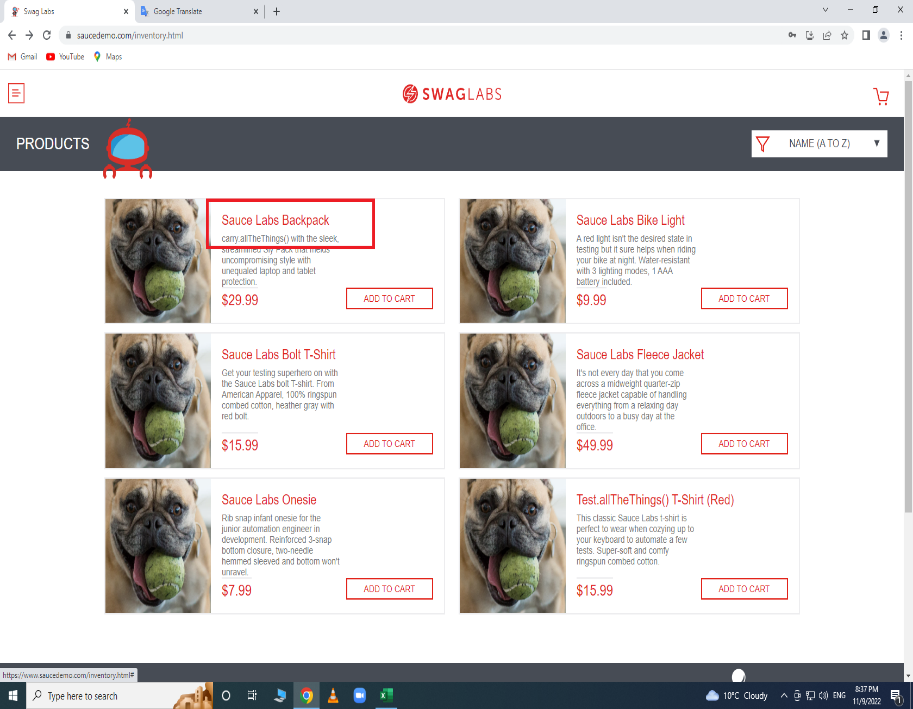 Swag Labs
Google Translate
saucedemo.com/inventory.html
Gmail
YouTube
Maps
SWAGLABS
PRODUCTS
NAME (A TO Z)
Sauce Labs Backpack
carry.allTheThings() with the sleek,
streamlined Sly Pack that melds
uncompromising style with
unequaled laptop and tablet
protection.
$29.99
ADD TO CART
Sauce Labs Bike Light
A red light isn't the desired state in
testing but it sure helps when riding
your bike at night. Water-resistant
with 3 lighting modes, 1 AAA
battery included.
$9.99
ADD TO CART
Sauce Labs Bolt T-Shirt
Get your testing superhero on with
the Sauce Labs bolt T-shirt. From
American Apparel, 100% ringspun
combed cotton, heather gray with
red bolt.
$15.99
ADD TO CART
Sauce Labs Fleece Jacket
It's not every day that you come
across a midweight quarter-zip
fleece jacket capable of handling
everything from a relaxing day
outdoors to a busy day at the
office.
$49.99
ADD TO CART
Sauce Labs Onesie
Rib snap infant onesie for the
junior automation engineer in
development. Reinforced 3-snap
bottom closure, two-needle
hemmed sleeved and bottom won't
unravel.
$7.99
ADD TO CART
Test.allTheThings() T-Shirt (Red)
This classic Sauce Labs t-shirt is
perfect to wear when cozying up to
your keyboard to automate a few
tests. Super-soft and comfy
ringspun combed cotton.
$15.99
ADD TO CART
https://www.saucedemo.com/inventory.html#
Type here to search
10°C Cloudy
ENG
8:37 PM
11/9/2022
1